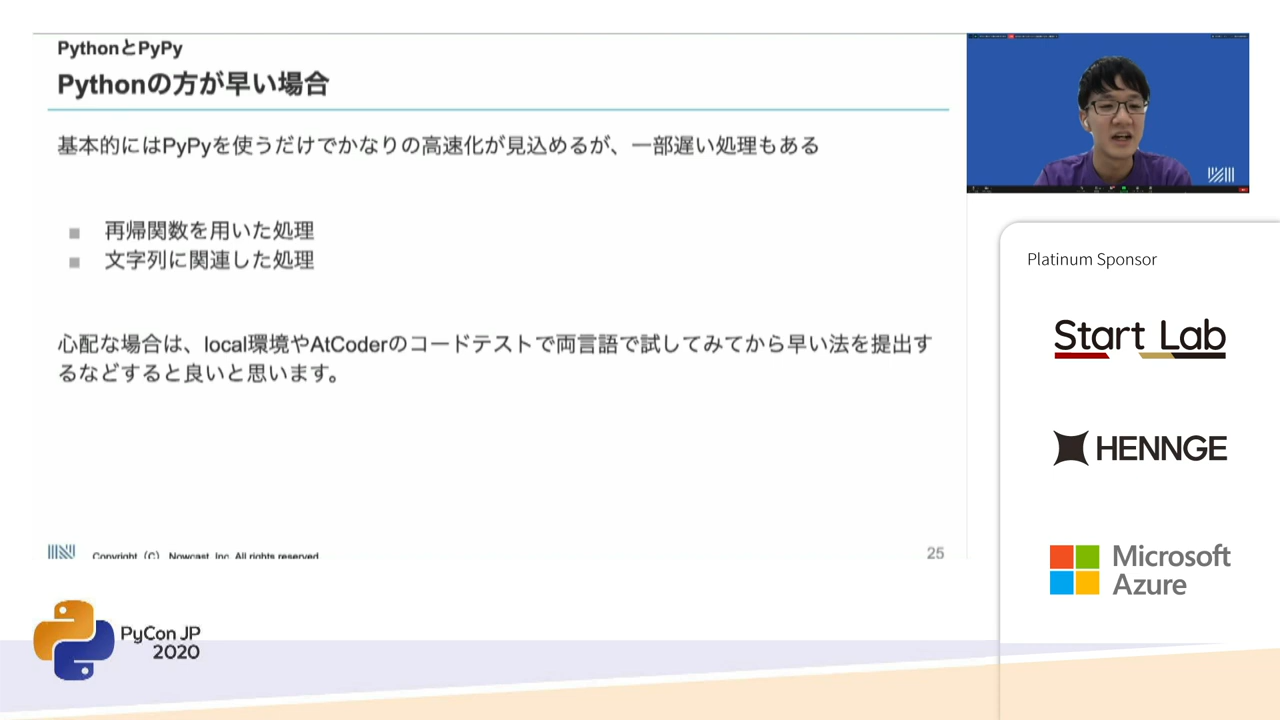 PythonとPyPy
Pythonの方が早い場合
基本的にはPyPyを使うだけでかなりの高速化が見込めるが、一部遅い処理もある
再帰関数を用いた処理
文字列に関連した処理
心配な場合は、local環境やAtCoderのコードテストで両言語で試してみてから早い法を提出す
るなどすると良いと思います。
Copyright（C） Nowcast, Inc. All rights reserved
25
Platinum Sponsor
Start Lab
HENNGE
Microsoft
Azure
PyCon JP
2020